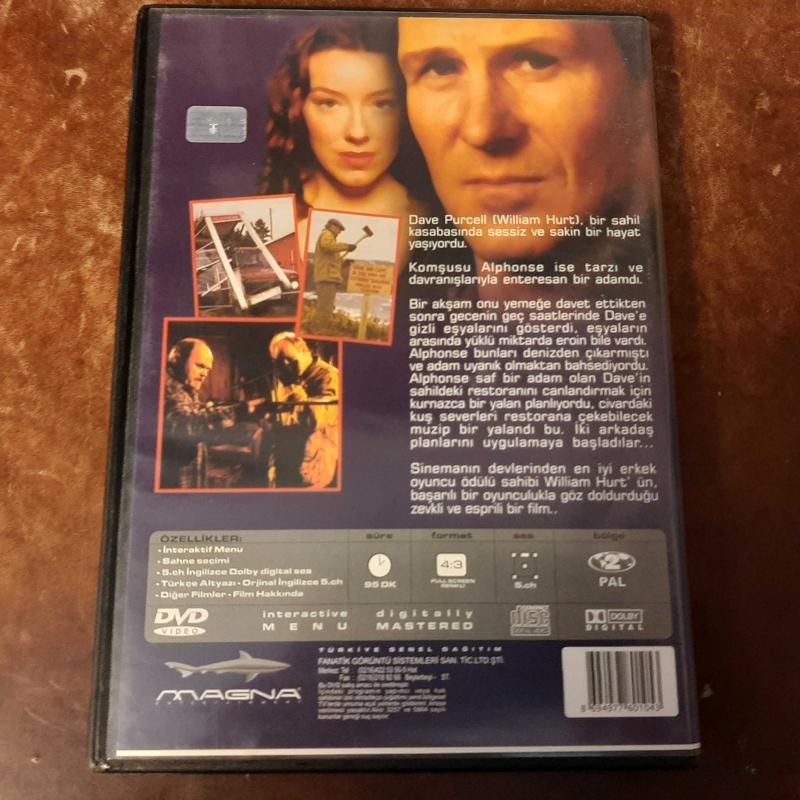 Dave Purcell (William Hurt), bir sahil
kasabasında sessiz ve sakin bir hayat
yaşıyordu.
Komşusu Alphonse ise tarzı ve
davranışlarıyla enteresan bir adamdı.
Bir akşam onu yemeğe davet ettikten
sonra gecenin geç saatlerinde Dave'e
gizli eşyalarını gösterdi, eşyaların
arasında yüklü miktarda eroin bile vardı.
Alphonse bunları denizden çıkarmıştı
ve adam uyanık olmaktan bahsediyordu.
Alphonse saf bir adam olan Dave'in
sahildeki restoranını canlandırmak için
kurnazca bir yalan planlıyordu, civardaki
kuş severleri restorana çekebilecek
muzip bir yalandı bu. İki arkadaş
planlarını uygulamaya başladılar...
Sinemanın devlerinden en iyi erkek
oyuncu ödülü sahibi William Hurt' ün,
başarılı bir oyunculukla göz doldurduğu
zevkli ve esprili bir film..
ÖZELLİKLER:
• İnteraktif Menu
• Sahne seçimi
• 5.ch İngilizce Dolby digital ses
• Türkçe Altyazı - Orjinal İngilizce 5.ch
• Diğer Filmler - Film Hakkında
süre format ses bölge
4:3 2
95 DK FULL SCREEN 5.ch PAL
RENKLİ
DVD VIDEO
interactive MENU
digitally MASTERED
disc
DOLBY DIGITAL
MAGNA
ENTERTAINMENT
TÜRKİYE GENEL DAĞITIM
FANATİK GÖRÜNTÜ SİSTEMLERİ SAN. TİC.LTD.ŞTİ.
8 694977 601043